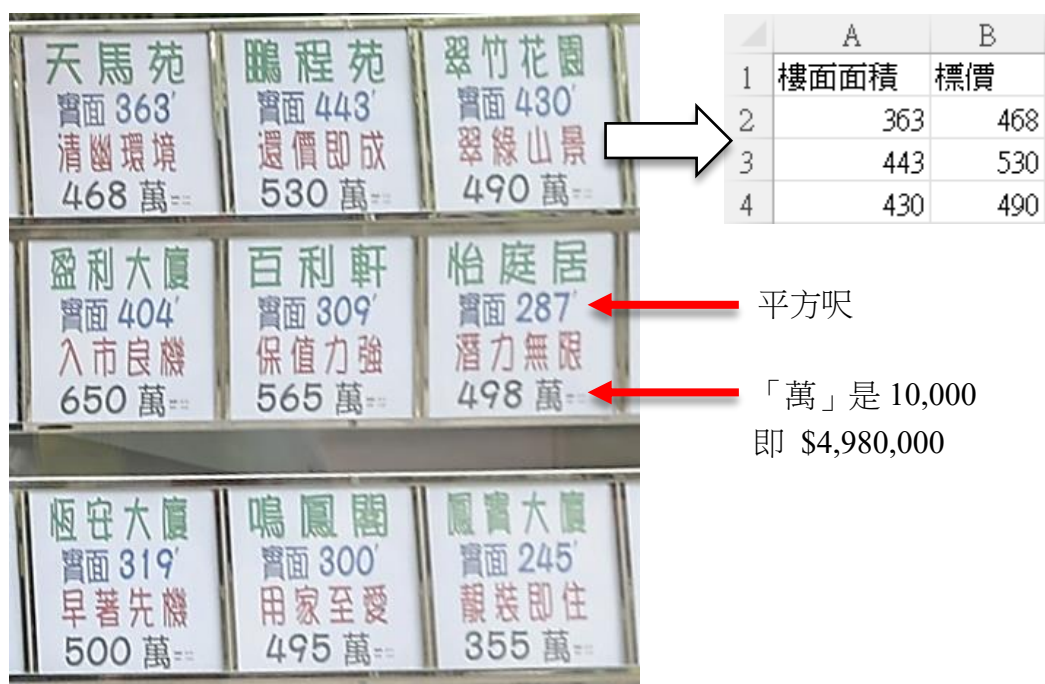 天馬苑
實面 363'
清幽環境
468 萬
鵬程苑
實面 443'
還價即成
530 萬
翠竹花園
實面 430'
翠綠山景
490 萬
盈利大廈
實面 404'
入市良機
650 萬
百利軒
實面 309'
保值力強
565 萬
怡庭居
實面 287'
潛力無限
498 萬
恆安大廈
實面 319'
早著先機
500 萬
鳴鳳閣
實面 300'
用家至愛
495 萬
鳳寶大廈
實面 245'
靚裝即住
355 萬
A B
1 樓面面積 標價
2 363 468
3 443 530
4 430 490
平方呎
「萬」是 10,000
即 $4,980,000